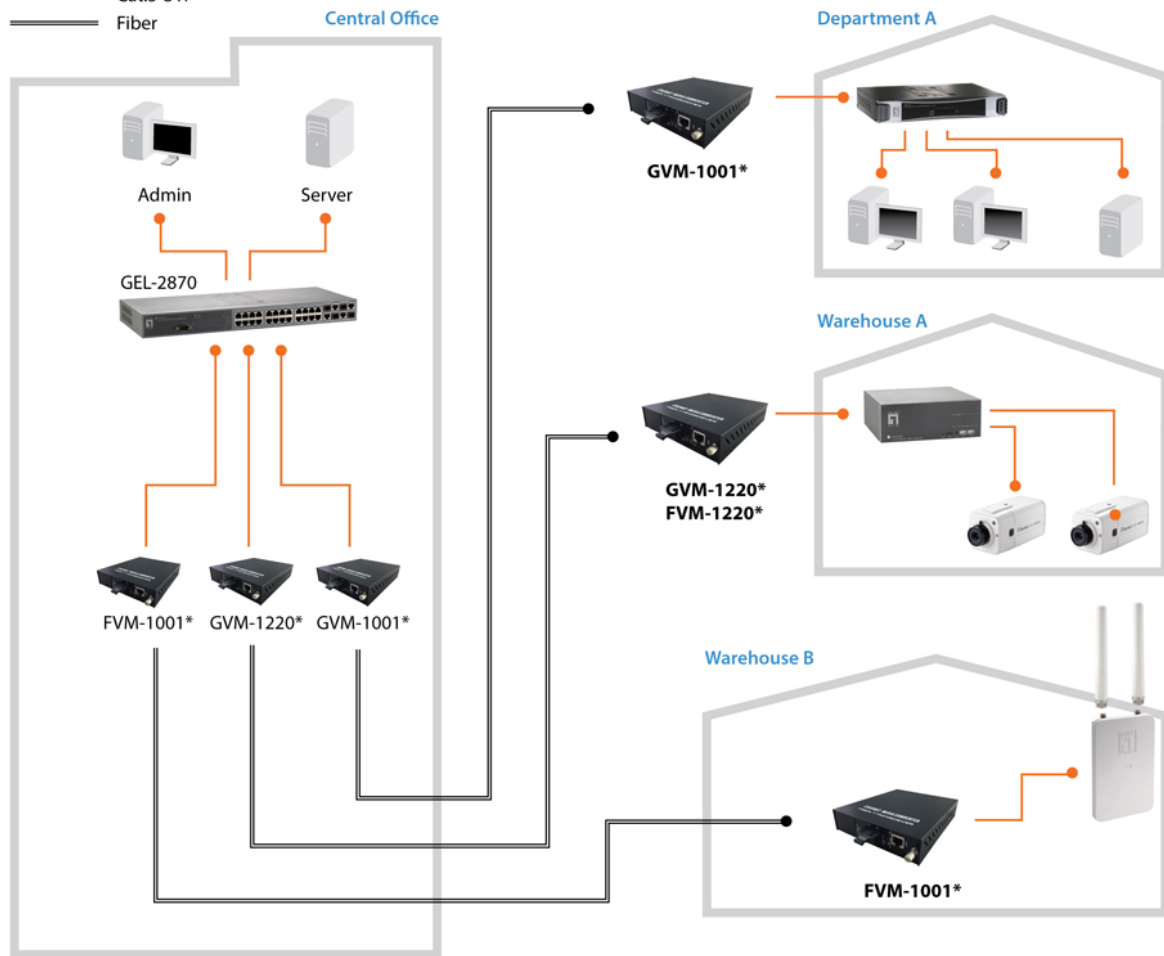 Fiber
Central Office
Department A
Admin
Server
GVM-1001*
GEL-2870
Warehouse A
GVM-1220*
FVM-1220*
FVM-1001*
GVM-1220*
GVM-1001*
Warehouse B
FVM-1001*